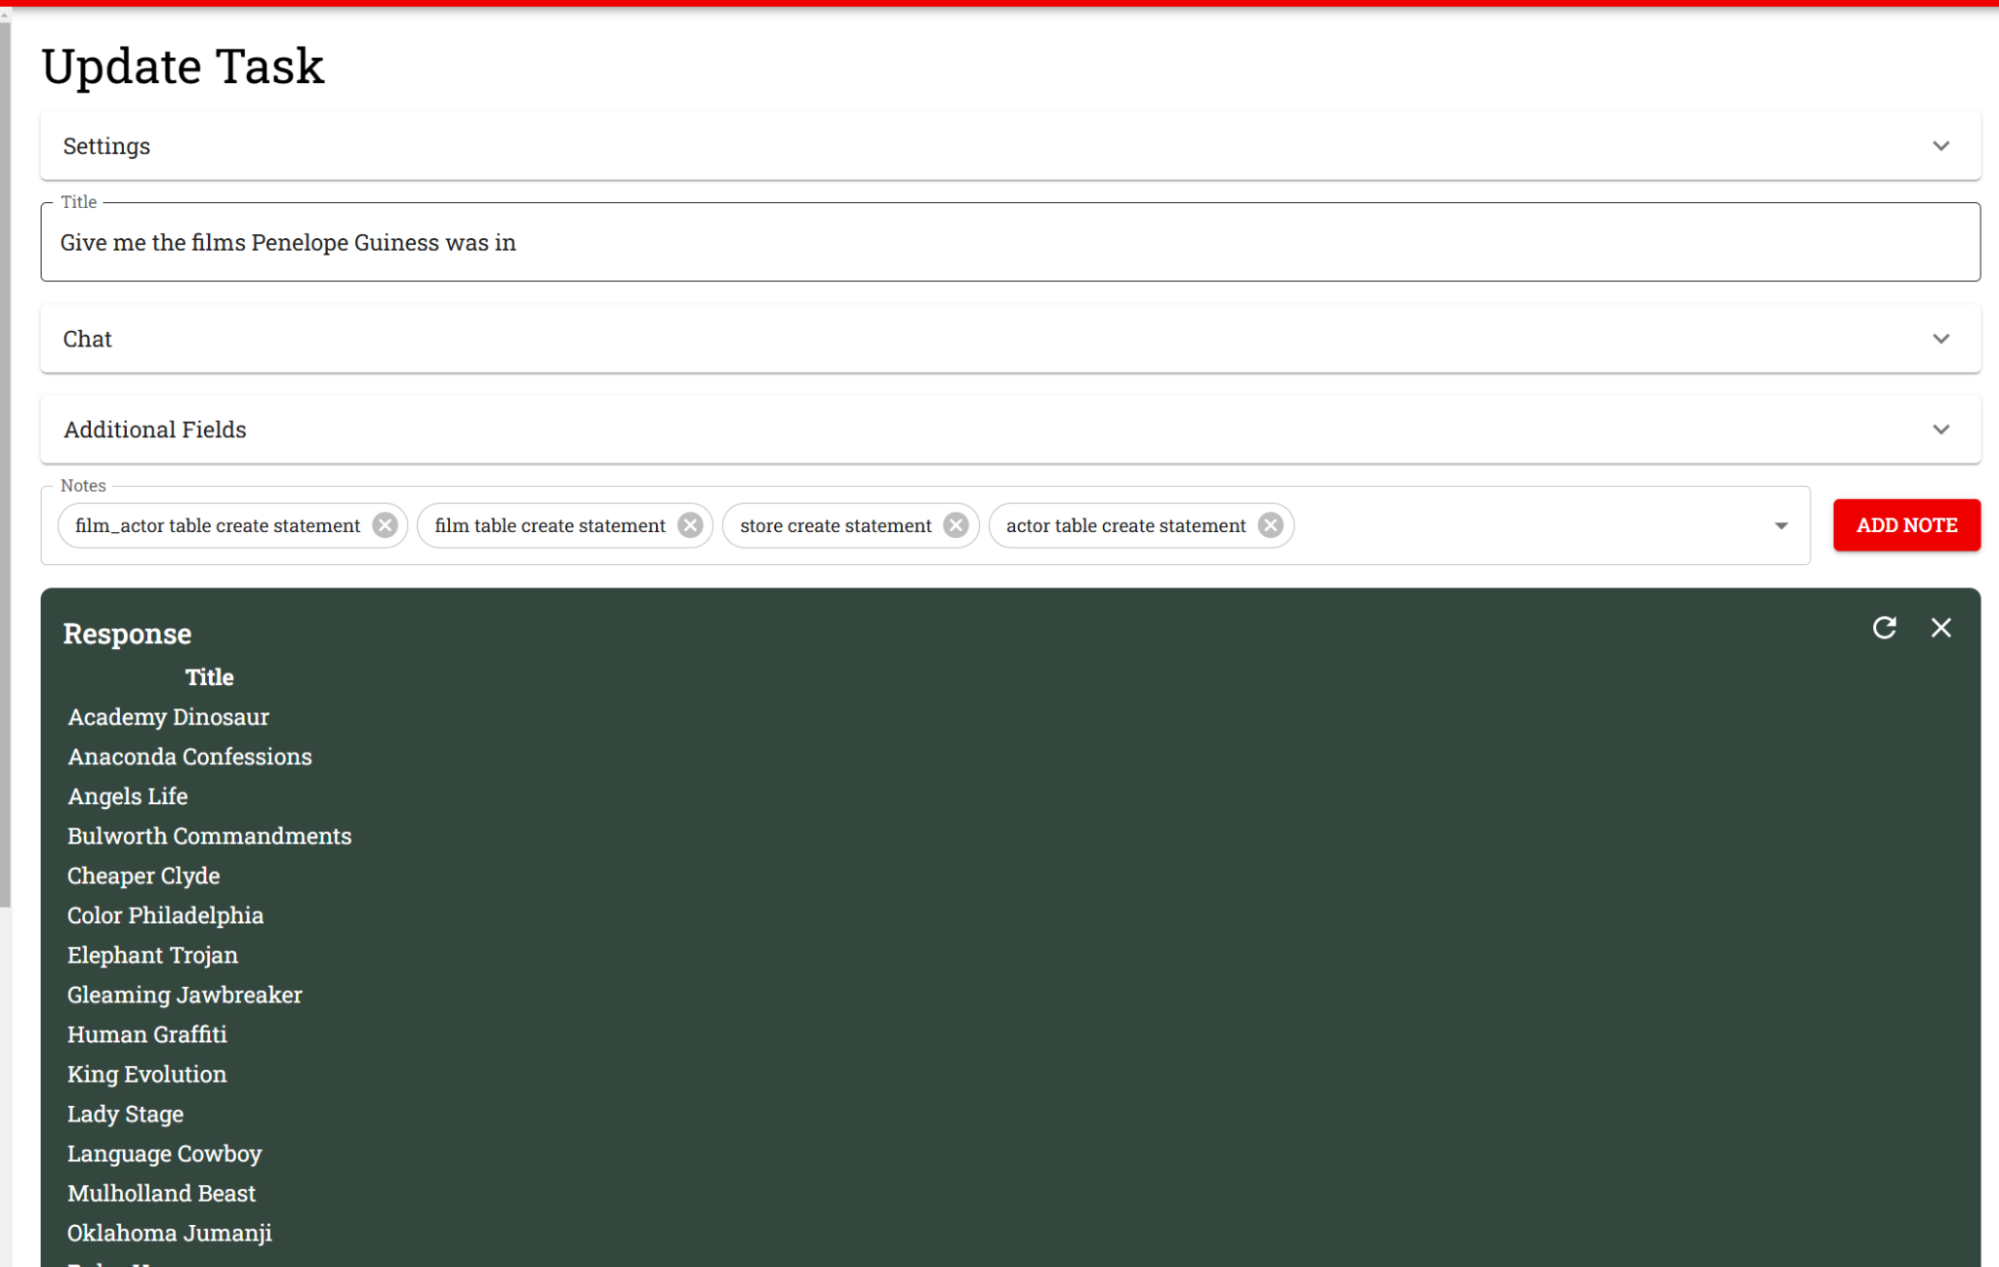 Update Task
Settings
Title
Give me the films Penelope Guiness was in
Chat
Additional Fields
Notes
film_actor table create statement film table create statement store create statement actor table create statement ADD NOTE
Response
Title
Academy Dinosaur
Anaconda Confessions
Angels Life
Bulworth Commandments
Cheaper Clyde
Color Philadelphia
Elephant Trojan
Gleaming Jawbreaker
Human Graffiti
King Evolution
Lady Stage
Language Cowboy
Mulholland Beast
Oklahoma Jumanji